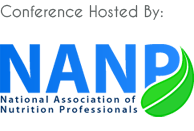 Conference Hosted By:
NANP
National Association of
Nutrition Professionals